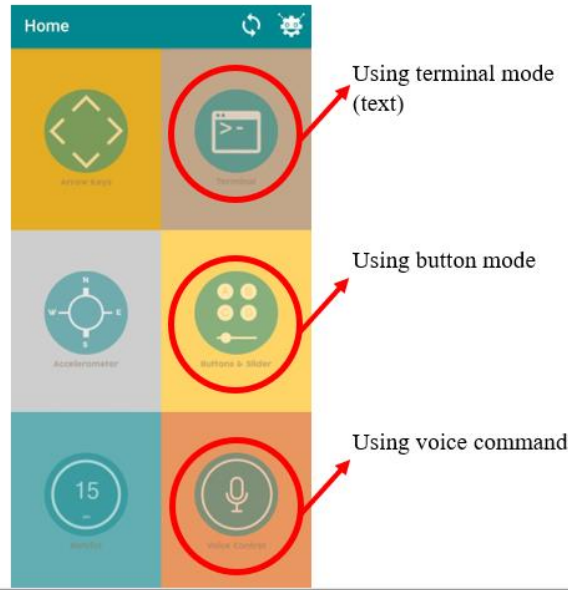 Home
Using terminal mode
(text)
Arrow Keys
Terminal
N
W
E
S
Using button mode
Accelerometer
Buttons & Slider
Using voice command
15
Voice Control